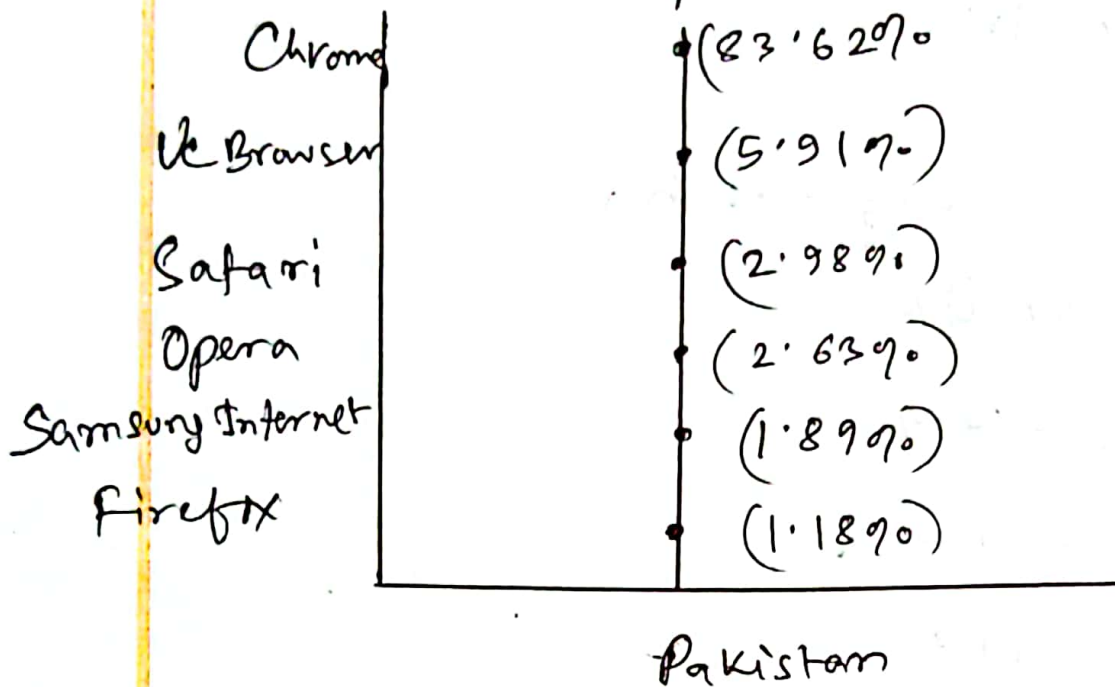 Chrome (83.62%
Uc Browser (5.91%)
Safari (2.98%)
Opera (2.63%)
Samsung Internet (1.89%)
Firefox (1.18%)
Pakistan